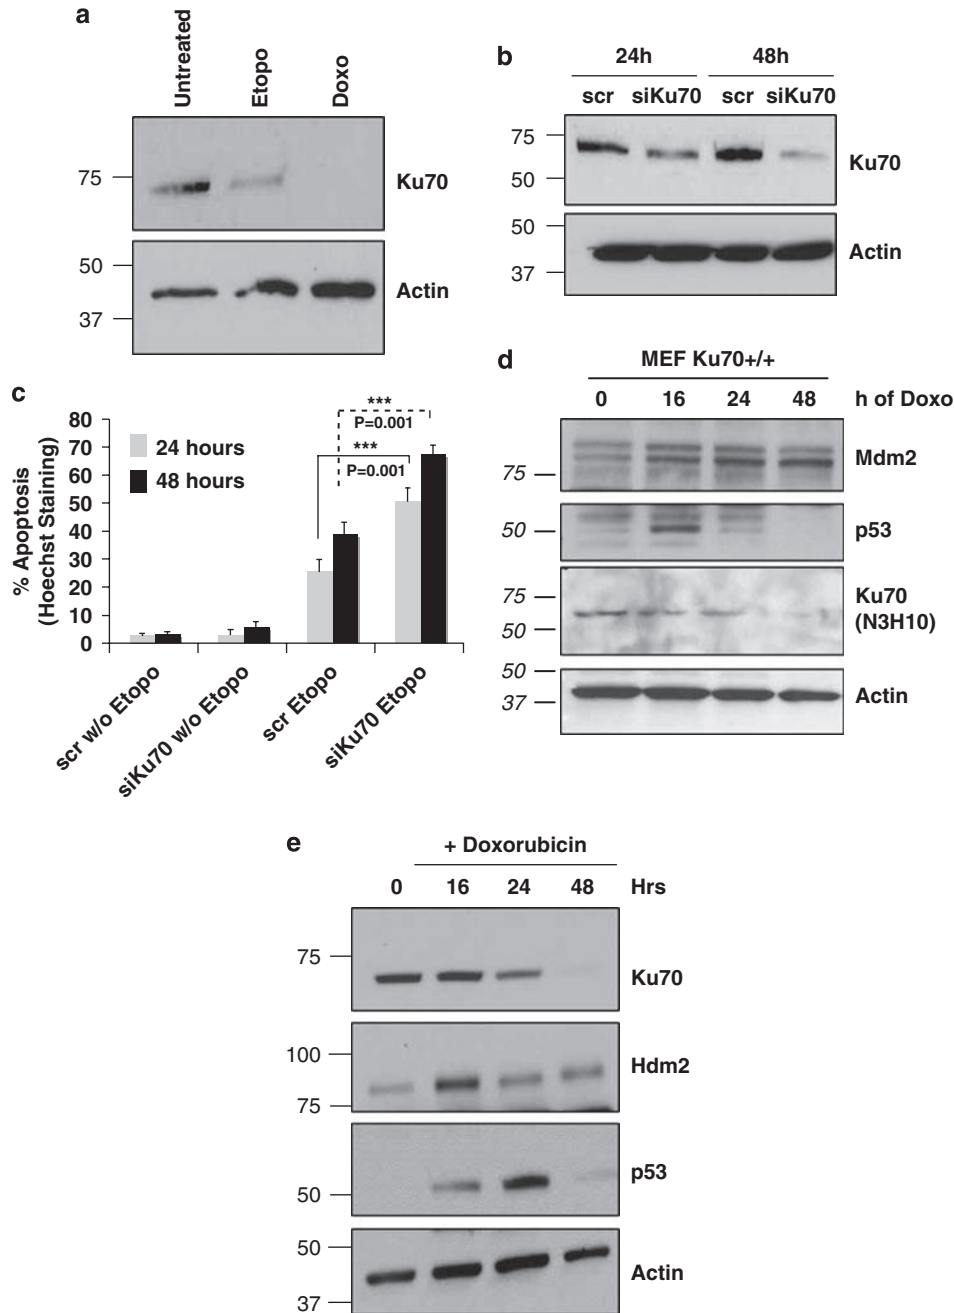 a
Untreated
Etopo
Doxo
75
Ku70
50
37
Actin
b
24h 48h
scr siKu70 scr siKu70
75
50
Ku70
50
37
Actin
c
% Apoptosis
(Hoechst Staining)
80
70
60
50
40
30
20
10
0
24 hours
48 hours
***
P=0.001
***
P=0.001
scr w/o Etopo
siKu70 w/o Etopo
scr Etopo
siKu70 Etopo
d
MEF Ku70+/+
0 16 24 48 h of Doxo
75
Mdm2
50
p53
75
50
Ku70
(N3H10)
50
37
Actin
e
+ Doxorubicin
0 16 24 48 Hrs
75
Ku70
100
75
Hdm2
50
p53
50
37
Actin